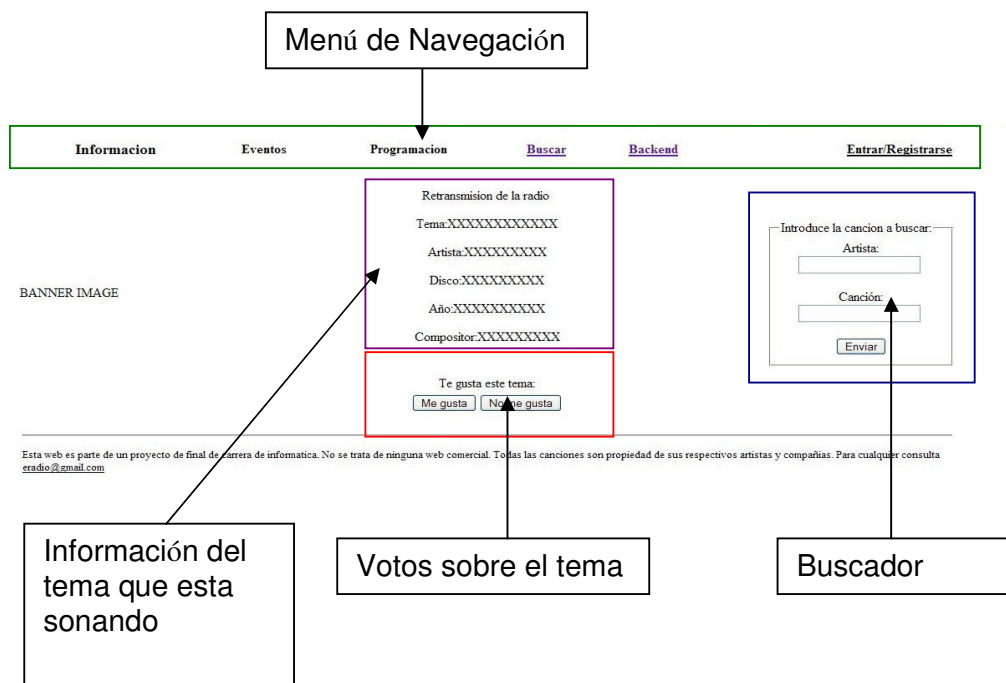 Menú de Navegación
Informacion Eventos Programacion Buscar Backend Entrar/Registrarse
Retransmision de la radio
Tema:XXXXXXXXXXXX
Artista:XXXXXXXXX
Disco:XXXXXXXXX
Año:XXXXXXXXXX
Compositor:XXXXXXXXX
BANNER IMAGE
Introduce la cancion a buscar:
Artista:
Canción:
Enviar
Te gusta este tema:
Me gusta No me gusta
Esta web es parte de un proyecto de final de carrera de informatica. No se trata de ninguna web comercial. Todas las canciones son propiedad de sus respectivos artistas y compañias. Para cualquier consulta
eradio@gmail.com
Información del
tema que esta
sonando
Votos sobre el tema
Buscador